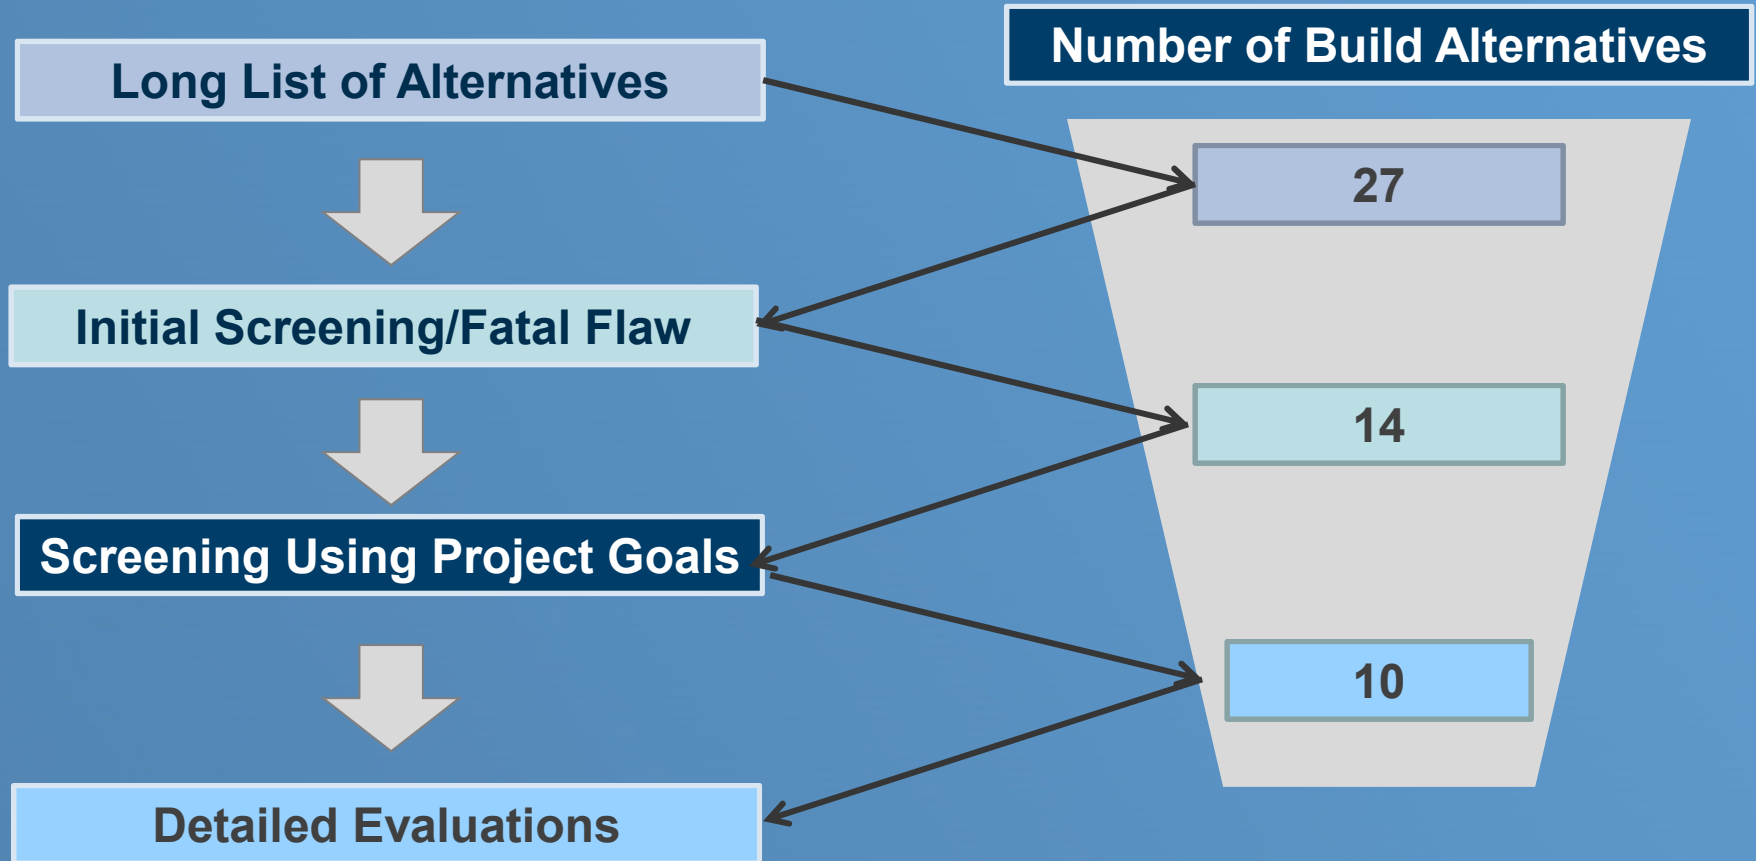 Number of Build Alternatives
Long List of Alternatives
27
Initial Screening/Fatal Flaw
14
Screening Using Project Goals
10
Detailed Evaluations